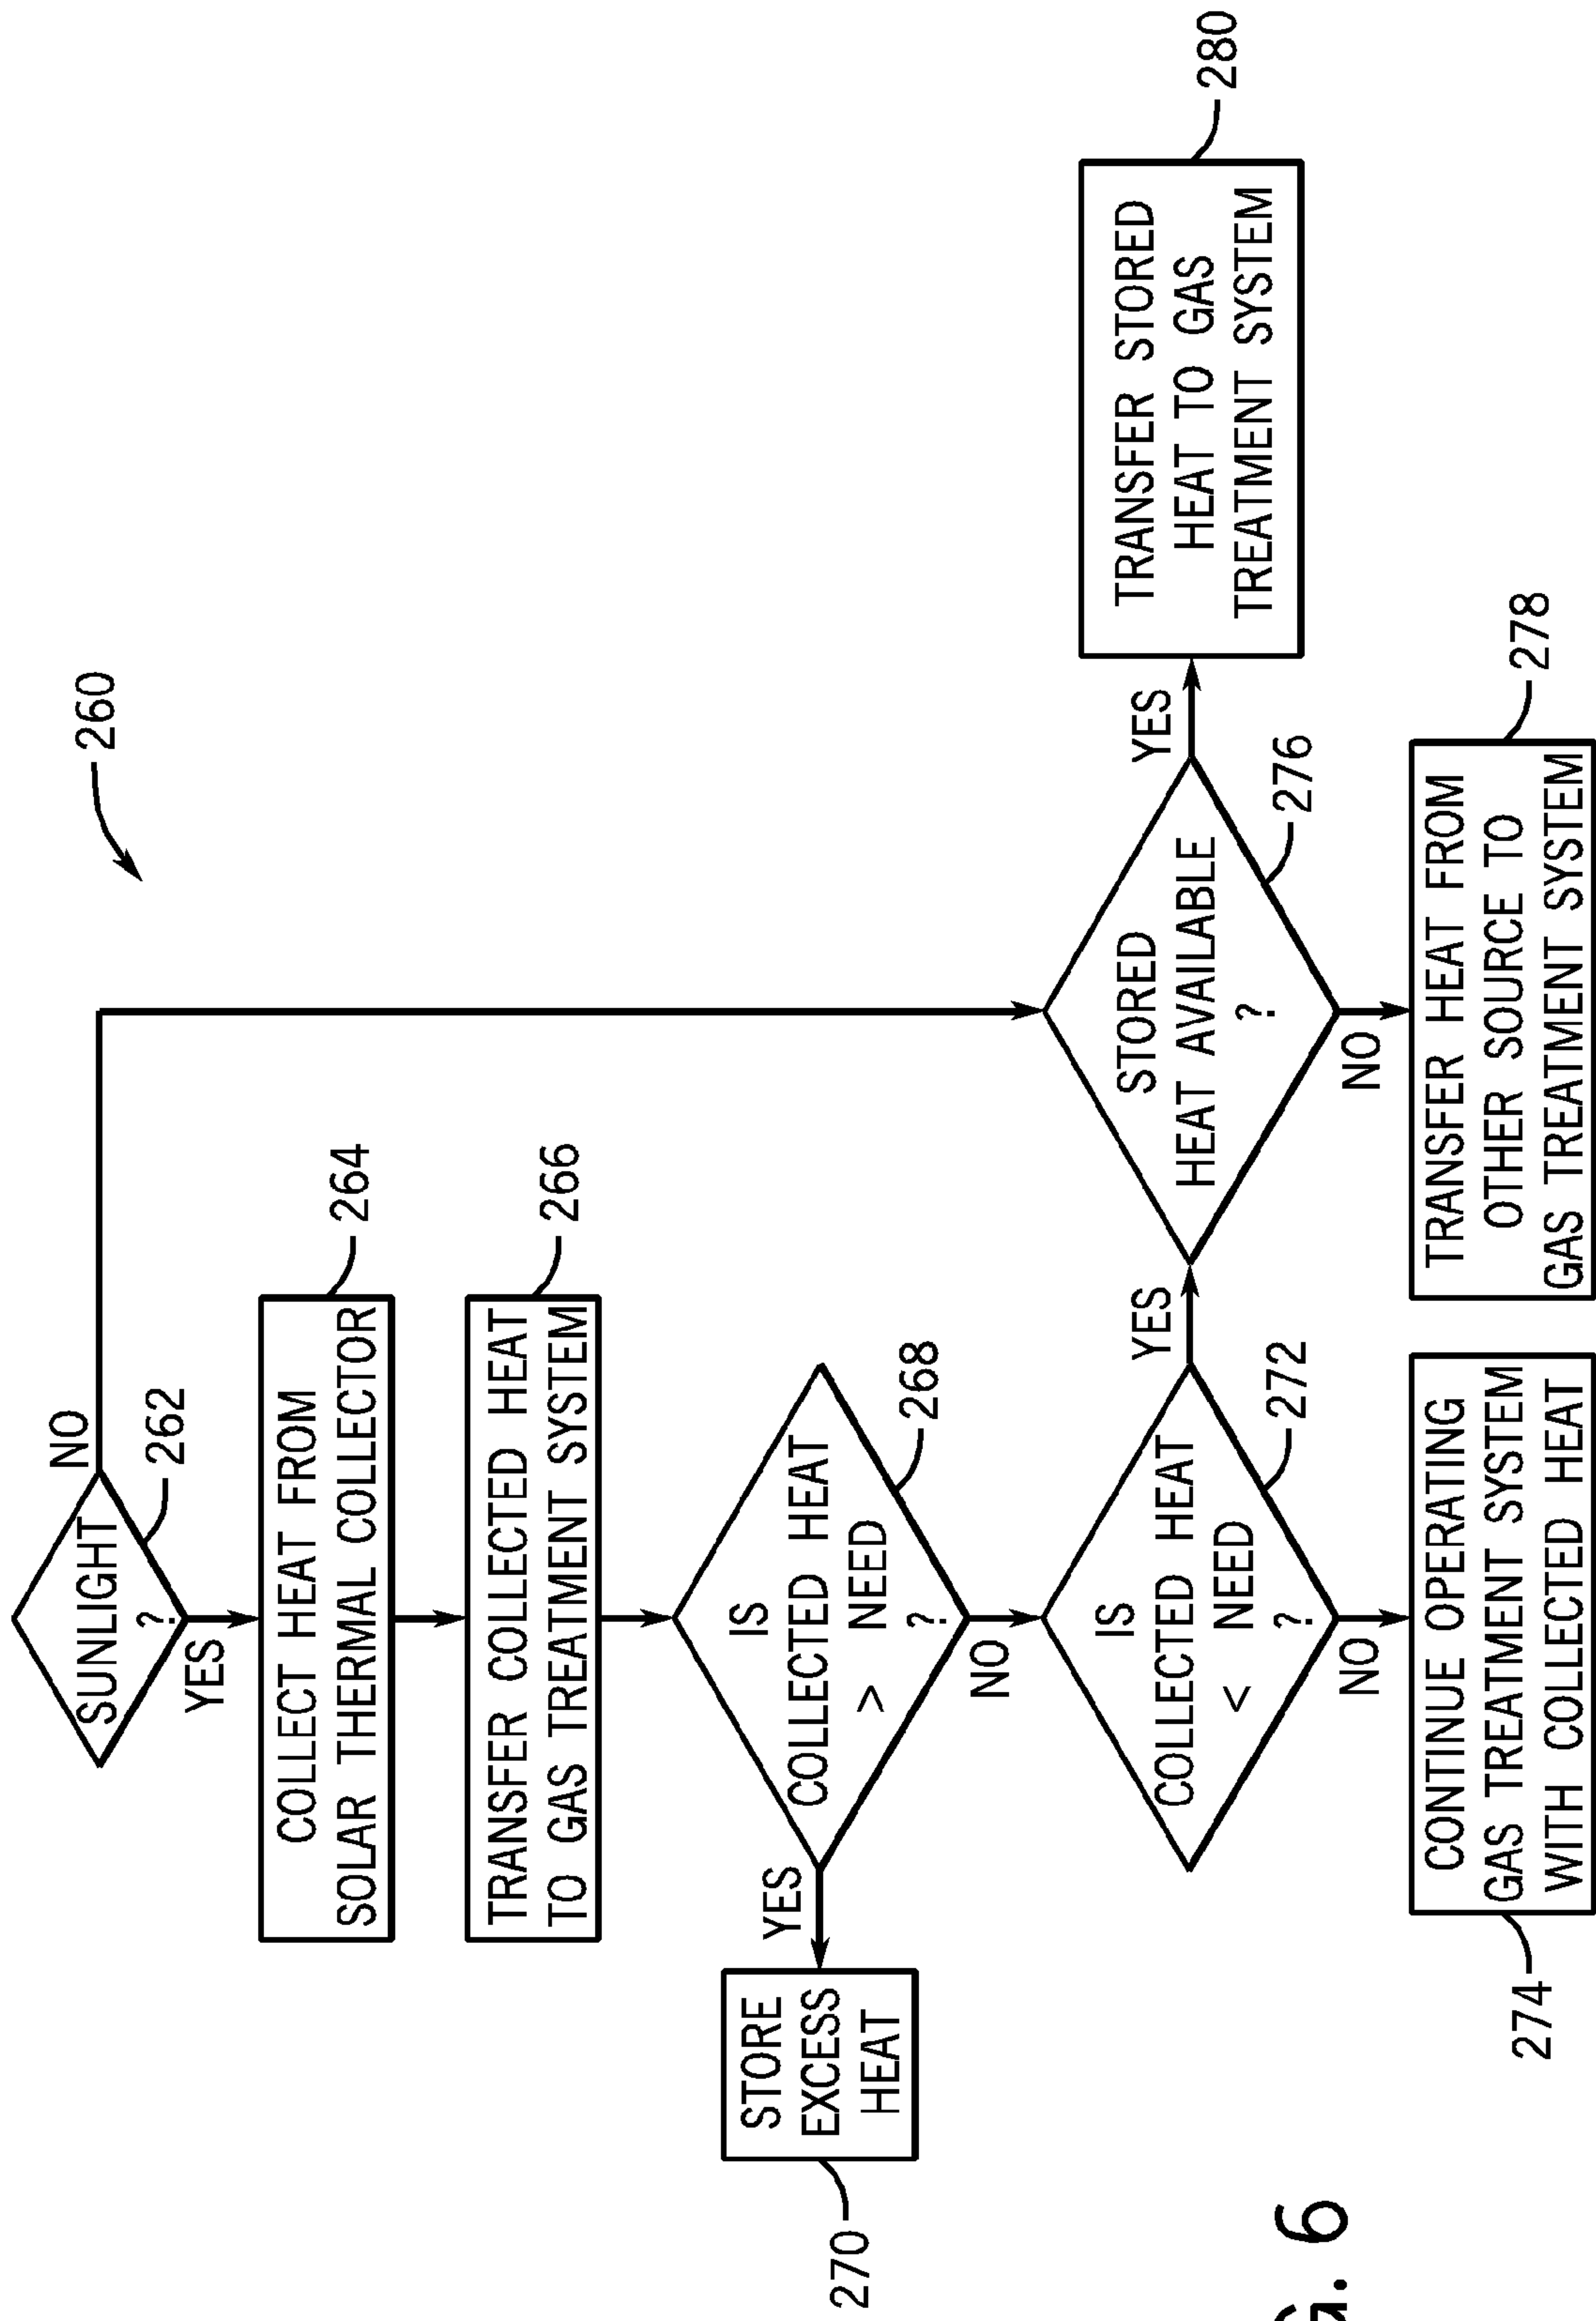 260
SUNLIGHT
?
262
NO
YES
COLLECT HEAT FROM
SOLAR THERMAL COLLECTOR
264
TRANSFER COLLECTED HEAT
TO GAS TREATMENT SYSTEM
266
IS
COLLECTED HEAT
> NEED
?
268
YES
STORE
EXCESS
HEAT
270
NO
IS
COLLECTED HEAT
< NEED
?
272
YES
STORED
HEAT AVAILABLE
?
276
YES
TRANSFER STORED
HEAT TO GAS
TREATMENT SYSTEM
280
NO
CONTINUE OPERATING
GAS TREATMENT SYSTEM
WITH COLLECTED HEAT
274
NO
TRANSFER HEAT FROM
OTHER SOURCE TO
GAS TREATMENT SYSTEM
278
G. 6